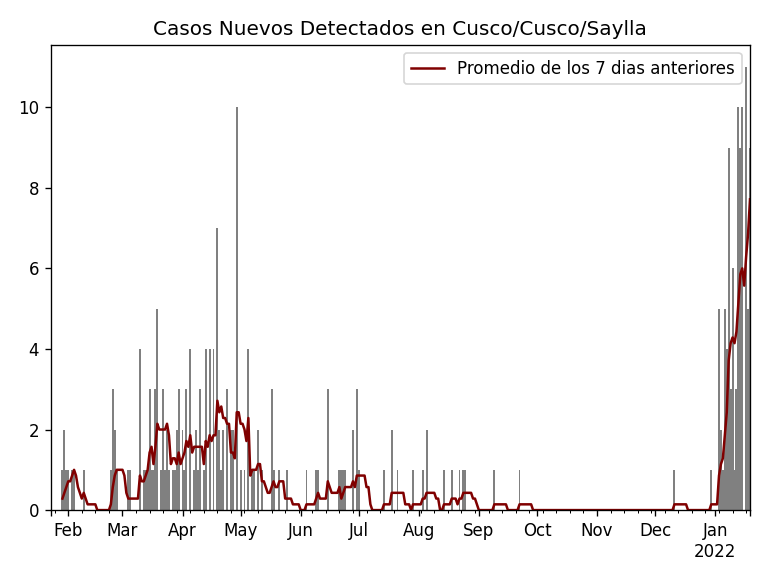 Casos Nuevos Detectados en Cusco/Cusco/Saylla
Promedio de los 7 dias anteriores
10
8
6
4
2
0
Feb Mar Apr May Jun Jul Aug Sep Oct Nov Dec Jan
2022